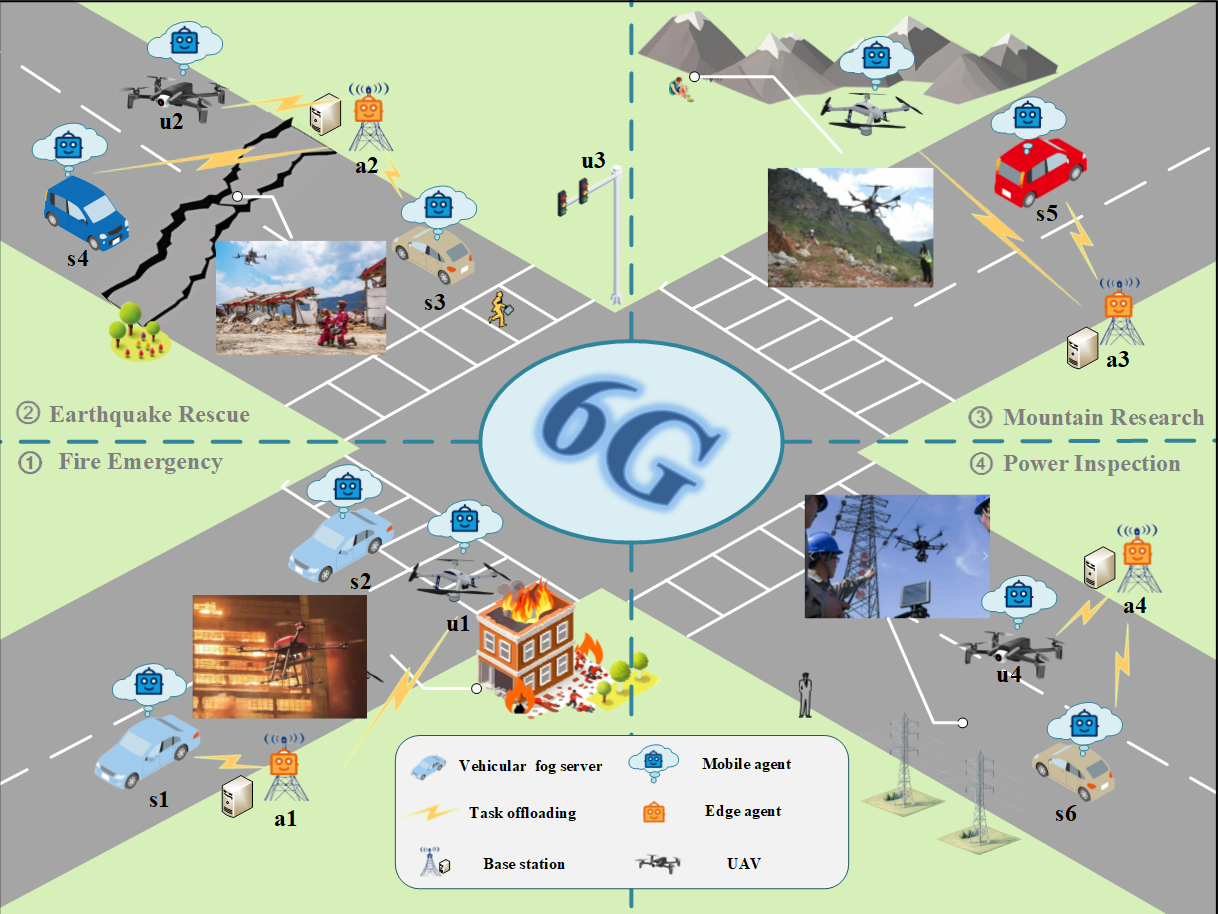 u2
a2
s4
s3
② Earthquake Rescue
u3
s5
a3
③ Mountain Research
6G
① Fire Emergency
s2
u1
s1
a1
④ Power Inspection
a4
u4
s6
Vehicular fog server
Mobile agent
Task offloading
Edge agent
Base station
UAV